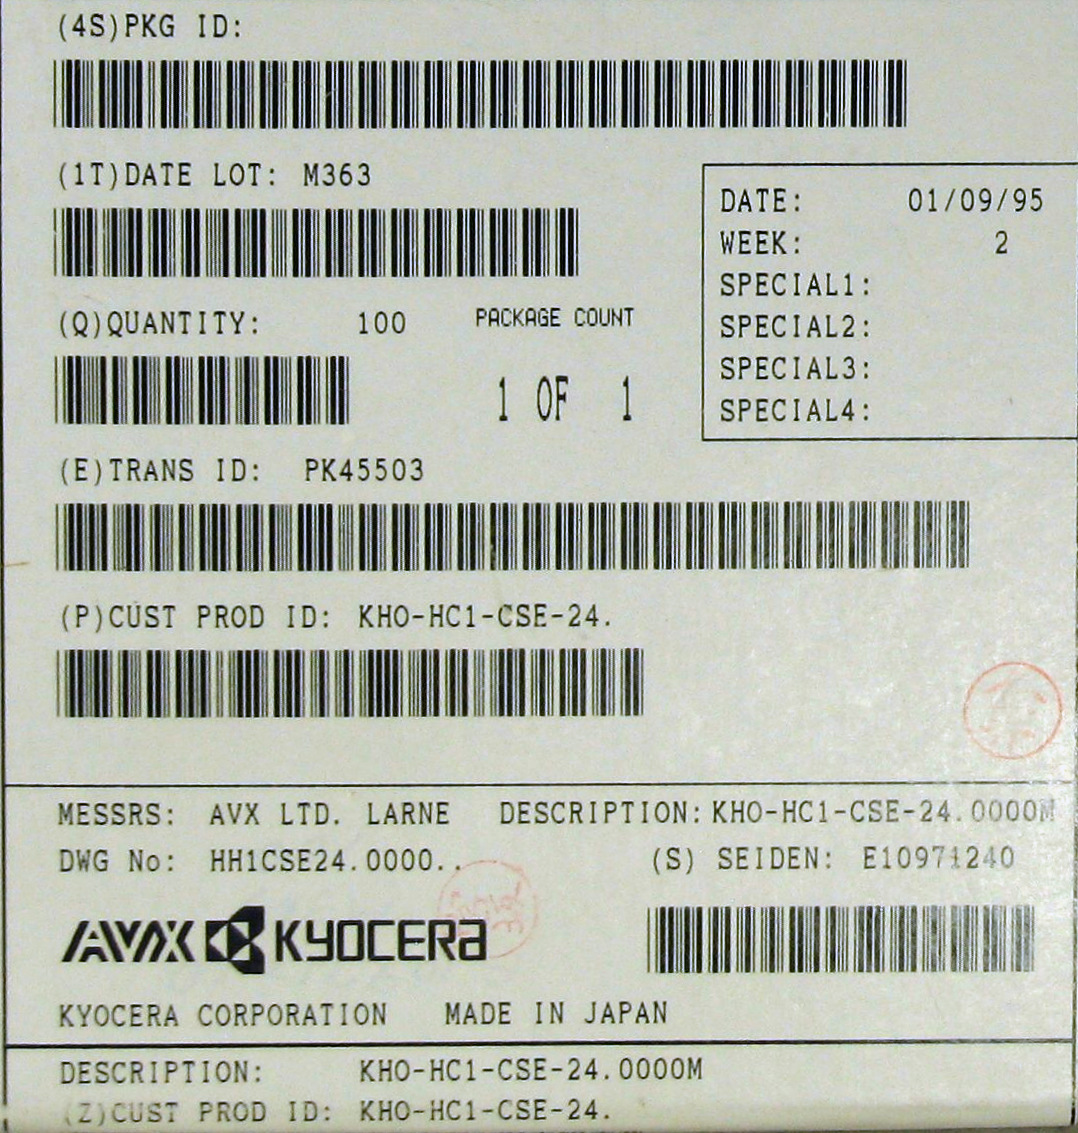 (4S)PKG ID:
(1T)DATE LOT: M363
DATE: 01/09/95
WEEK: 2
SPECIAL1:
SPECIAL2:
SPECIAL3:
SPECIAL4:
(Q)QUANTITY: 100
PACKAGE COUNT
1 OF 1
(E)TRANS ID: PK45503
(P)CUST PROD ID: KHO-HC1-CSE-24.
MESSRS: AVX LTD. LARNE DESCRIPTION: KHO-HC1-CSE-24.0000M
DWG No: HH1CSE24.0000..
(S) SEIDEN: E10971240
AVX KYOCERA
KYOCERA CORPORATION MADE IN JAPAN
DESCRIPTION: KHO-HC1-CSE-24.0000M
(Z)CUST PROD ID: KHO-HC1-CSE-24.